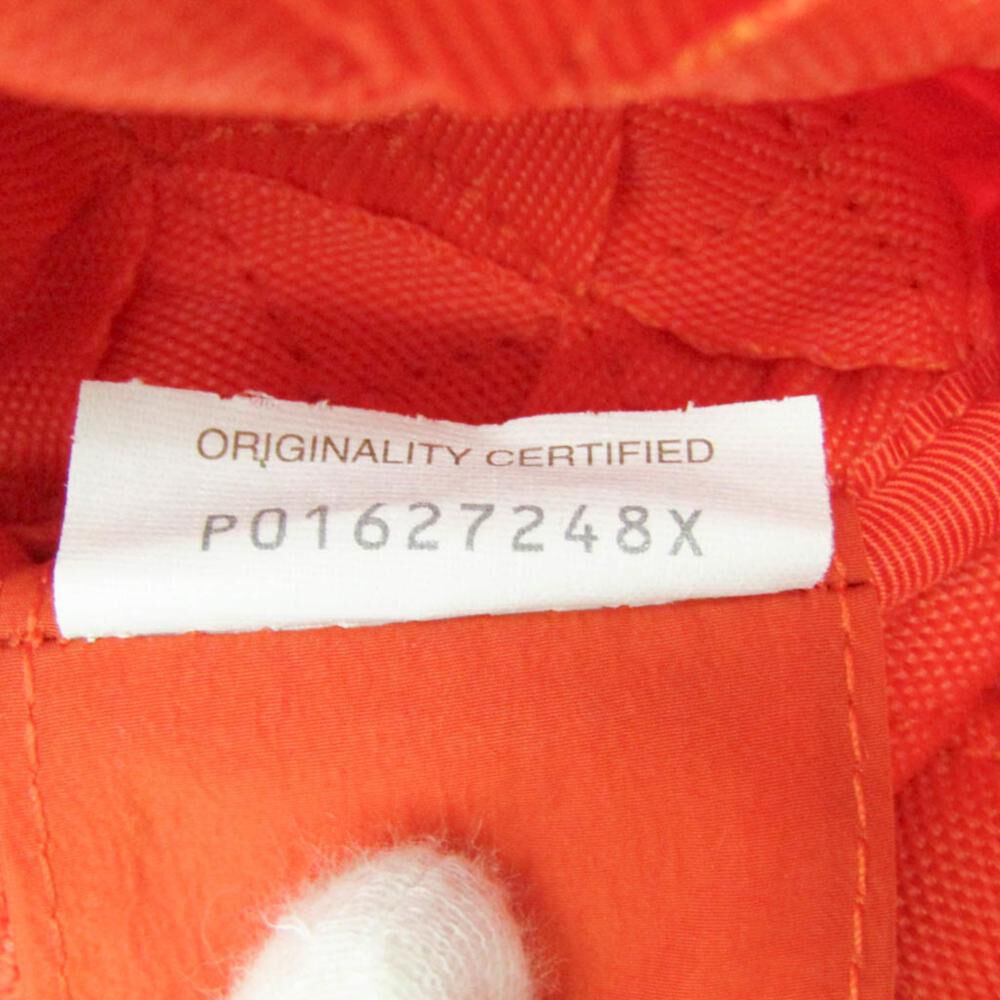 ORIGINALITY CERTIFIED
P01627248X